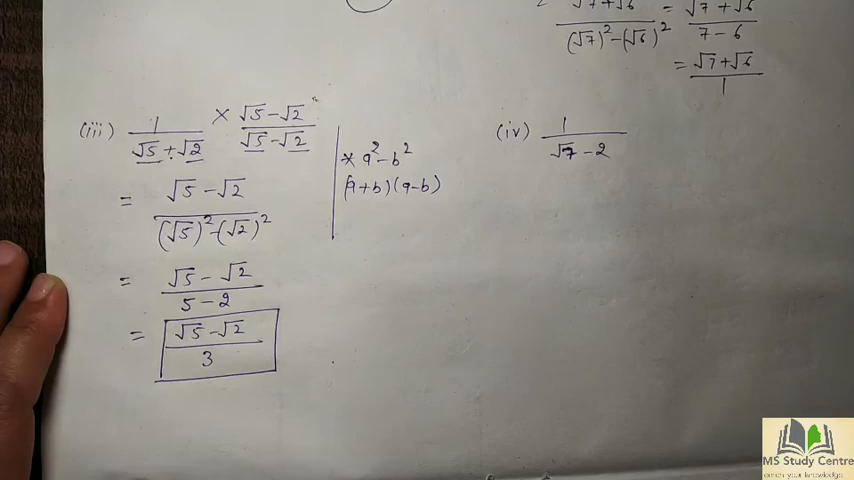 √7+√6 = √7+√6
(√7)²-(√6)² 7-6
= √7+√6
1
(iii) 1 × √5-√2
√5+√2 √5-√2
= √5-√2
(√5)²-(√2)²
= √5-√2
5-2
= √5-√2
3
* a²-b²
(a+b)(a-b)
(iv) 1
√7-2
MS Study Centre